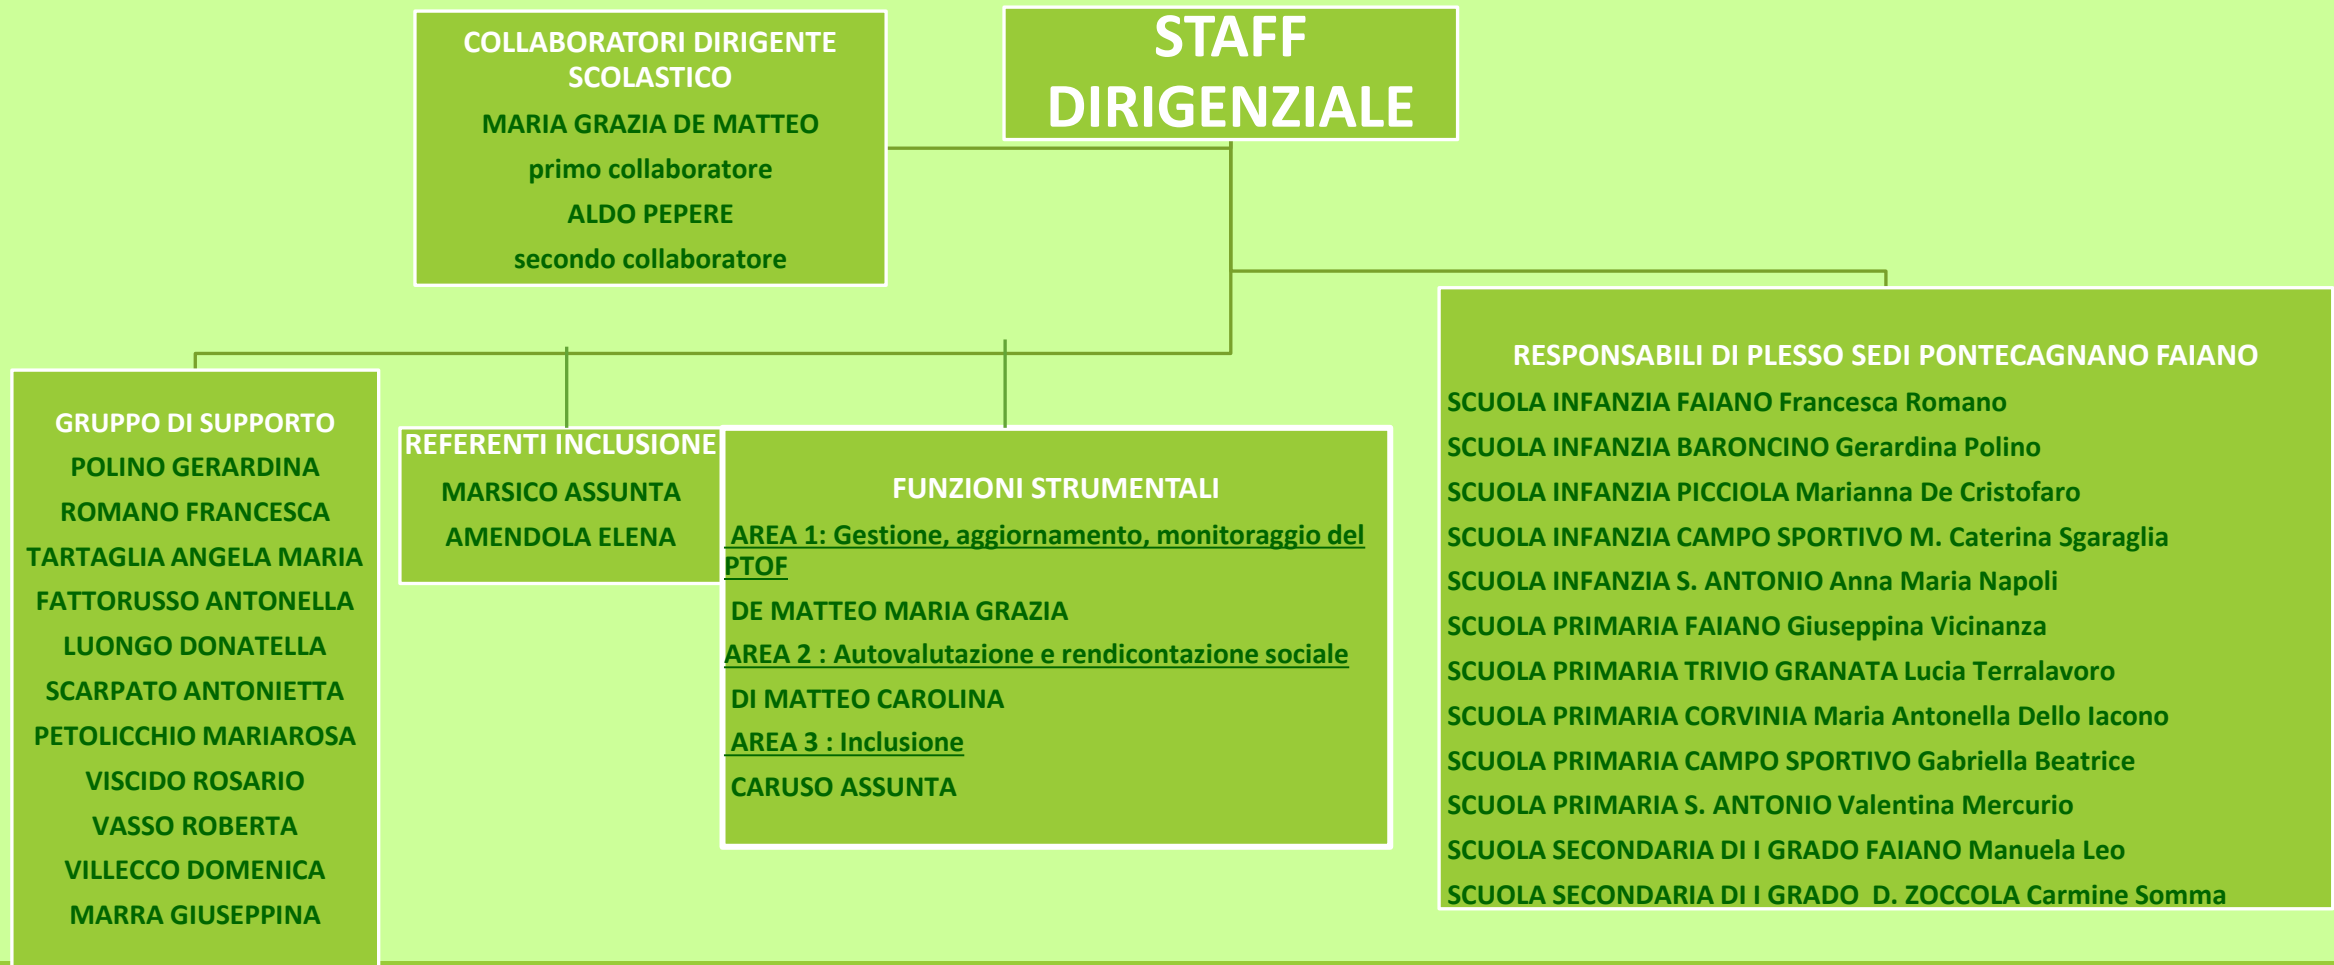 STAFF
DIRIGENZIALE
COLLABORATORI DIRIGENTE
SCOLASTICO
MARIA GRAZIA DE MATTEO
primo collaboratore
ALDO PEPERE
secondo collaboratore
GRUPPO DI SUPPORTO
POLINO GERARDINA
ROMANO FRANCESCA
TARTAGLIA ANGELA MARIA
FATTORUSSO ANTONELLA
LUONGO DONATELLA
SCARPATO ANTONIETTA
PETOLICCHIO MARIAROSA
VISCIDO ROSARIO
VASSO ROBERTA
VILLECCO DOMENICA
MARRA GIUSEPPINA
REFERENTI INCLUSIONE
MARSICO ASSUNTA
AMENDOLA ELENA
FUNZIONI STRUMENTALI
AREA 1: Gestione, aggiornamento, monitoraggio del
PTOF
DE MATTEO MARIA GRAZIA
AREA 2 : Autovalutazione e rendicontazione sociale
DI MATTEO CAROLINA
AREA 3 : Inclusione
CARUSO ASSUNTA
RESPONSABILI DI PLESSO SEDI PONTECAGNANO FAIANO
SCUOLA INFANZIA FAIANO Francesca Romano
SCUOLA INFANZIA BARONCINO Gerardina Polino
SCUOLA INFANZIA PICCIOLA Marianna De Cristofaro
SCUOLA INFANZIA CAMPO SPORTIVO M. Caterina Sgaraglia
SCUOLA INFANZIA S. ANTONIO Anna Maria Napoli
SCUOLA PRIMARIA FAIANO Giuseppina Vicinanza
SCUOLA PRIMARIA TRIVIO GRANATA Lucia Terralavoro
SCUOLA PRIMARIA CORVINIA Maria Antonella Dello Iacono
SCUOLA PRIMARIA CAMPO SPORTIVO Gabriella Beatrice
SCUOLA PRIMARIA S. ANTONIO Valentina Mercurio
SCUOLA SECONDARIA DI I GRADO FAIANO Manuela Leo
SCUOLA SECONDARIA DI I GRADO D. ZOCCOLA Carmine Somma